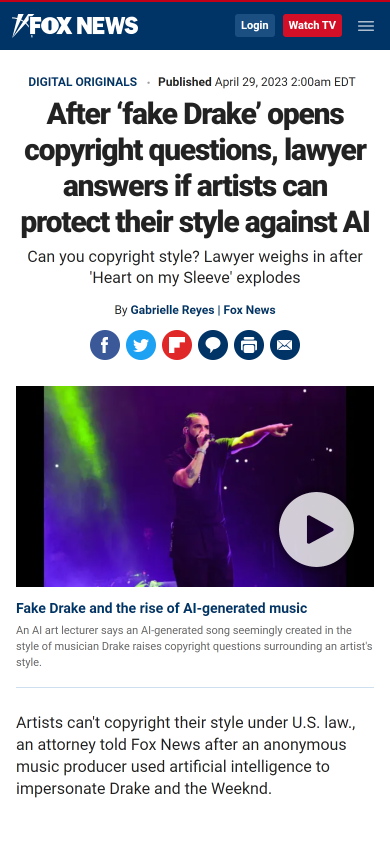 FOX NEWS
Login
Watch TV
DIGITAL ORIGINALS · Published April 29, 2023 2:00am EDT
After ‘fake Drake’ opens
copyright questions, lawyer
answers if artists can
protect their style against AI
Can you copyright style? Lawyer weighs in after
'Heart on my Sleeve' explodes
By Gabrielle Reyes | Fox News
Fake Drake and the rise of AI-generated music
An AI art lecturer says an AI-generated song seemingly created in the
style of musician Drake raises copyright questions surrounding an artist's
style.
Artists can't copyright their style under U.S. law.,
an attorney told Fox News after an anonymous
music producer used artificial intelligence to
impersonate Drake and the Weeknd.